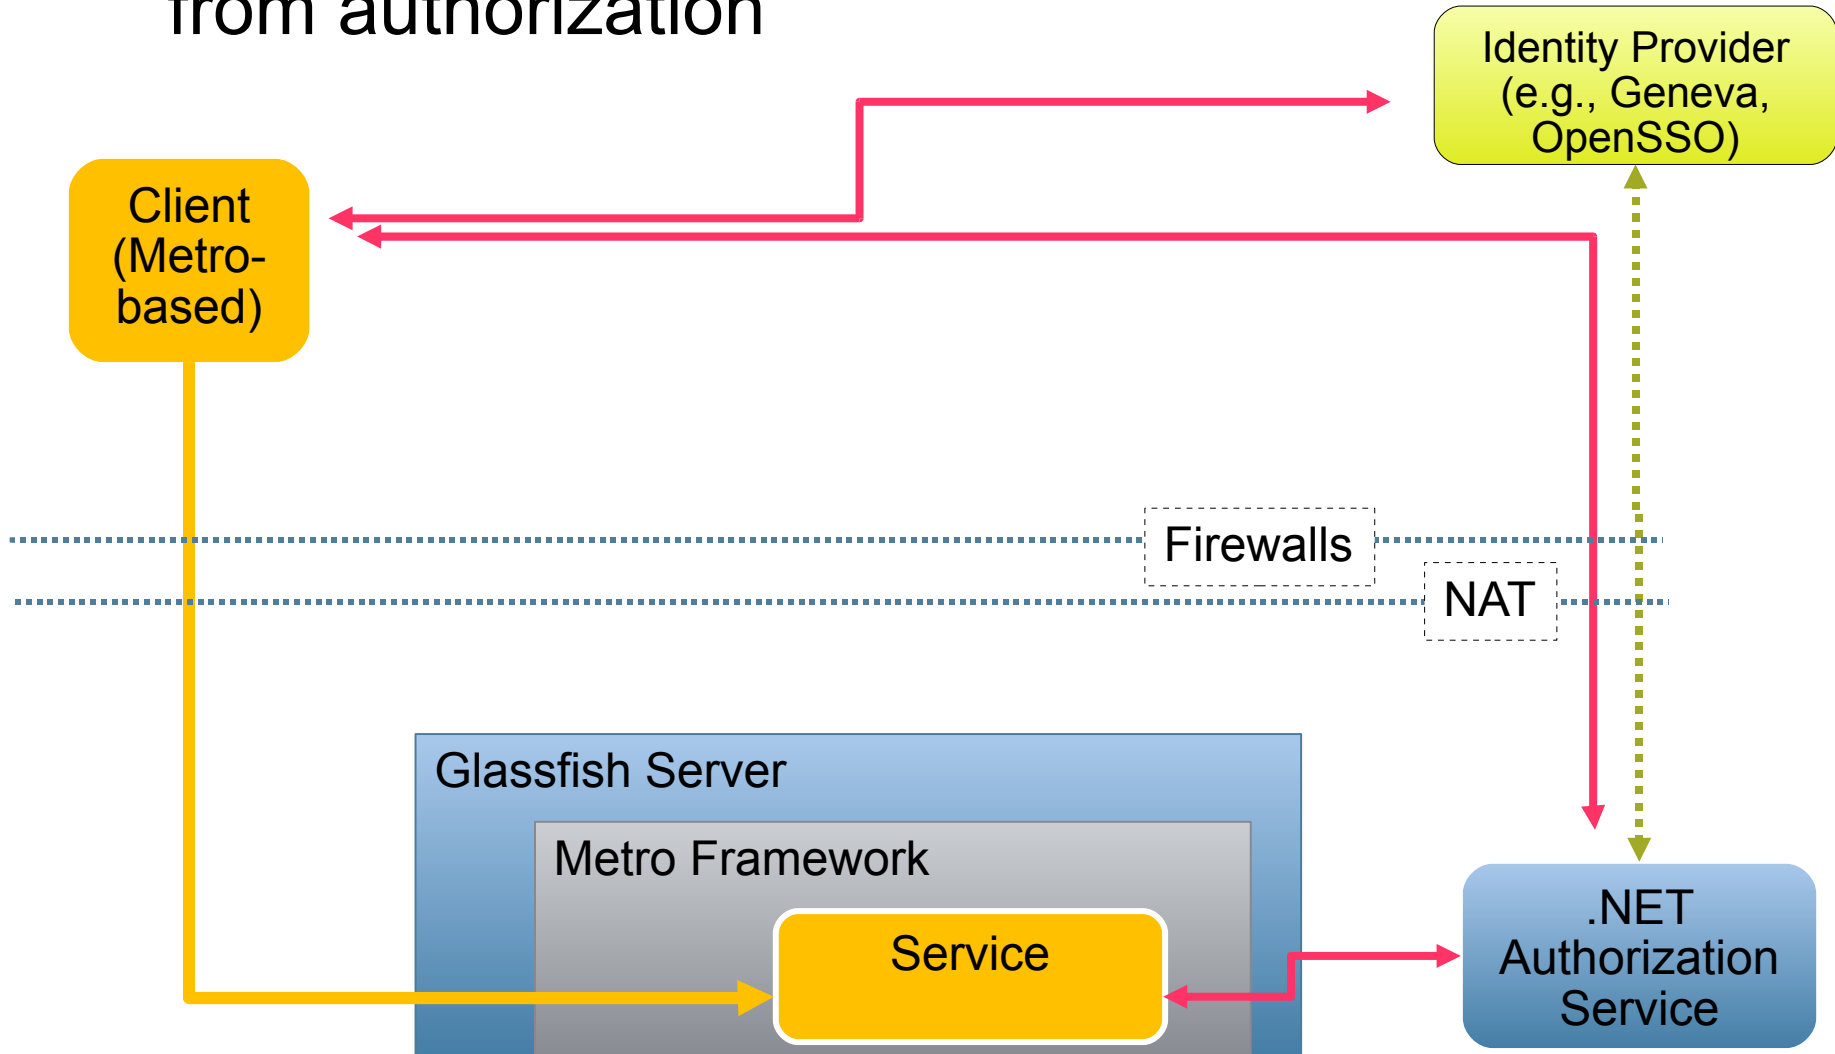 from authorization
Identity Provider
(e.g., Geneva,
OpenSSO)
Client
(Metro-
based)
Firewalls
NAT
Glassfish Server
Metro Framework
Service
.NET
Authorization
Service